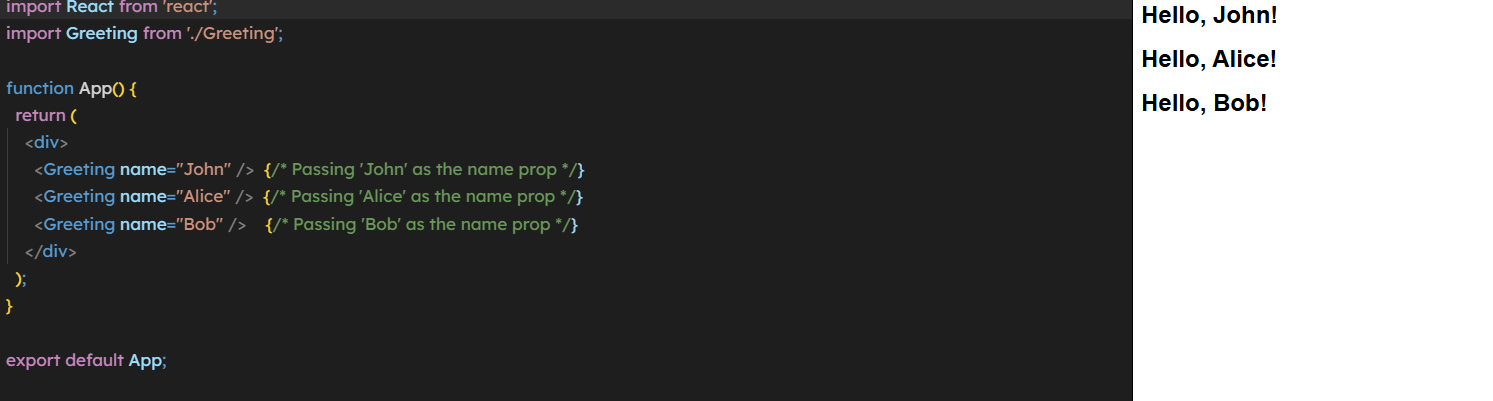 import React from 'react';
import Greeting from './Greeting';
function App() {
return (
<div>
<Greeting name="John" /> {/* Passing 'John' as the name prop */}
<Greeting name="Alice" /> {/* Passing 'Alice' as the name prop */}
<Greeting name="Bob" /> {/* Passing 'Bob' as the name prop */}
</div>
);
}
export default App;
Hello, John!
Hello, Alice!
Hello, Bob!